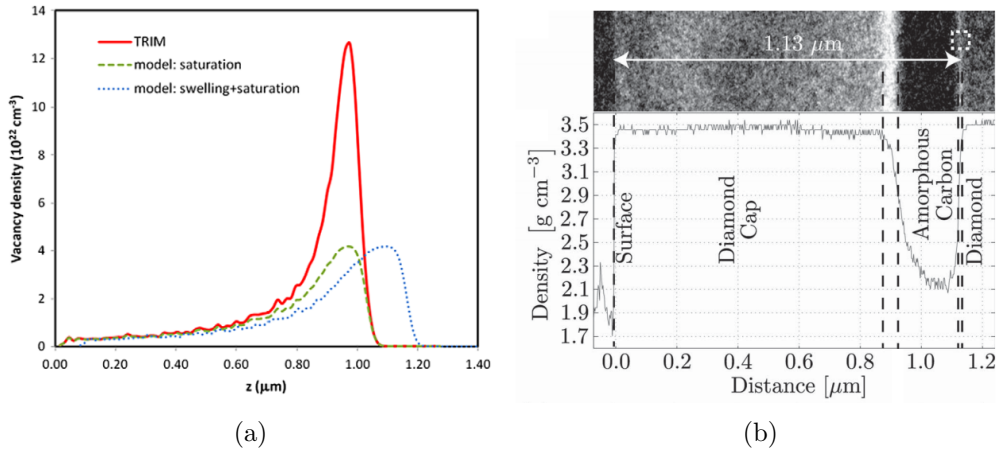 14
12
10
8
6
4
2
0
Vacancy density (10²² cm⁻³)
TRIM
model: saturation
model: swelling+saturation
0.00 0.20 0.40 0.60 0.80 1.00 1.20 1.40
z (μm)
(a)
b)
1.13 μm
3.5
3.3
3.1
2.9
2.7
2.5
2.3
2.1
1.9
1.7
Density [g cm⁻³]
Surface
Diamond
Cap
Amorphous
Carbon
Diamond
0.0 0.2 0.4 0.6 0.8 1.0 1.2
Distance [μm]
(b)